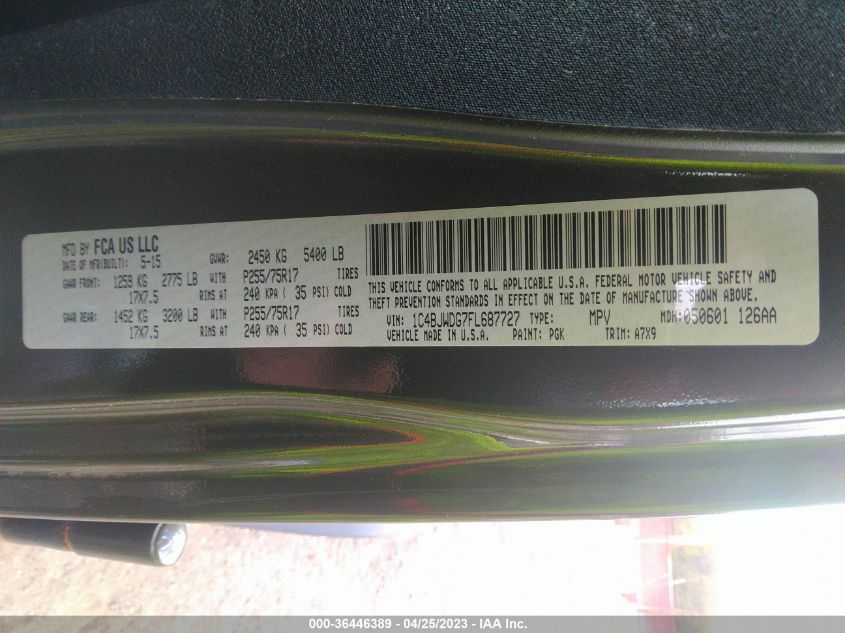 MFD BY FCA US LLC
DATE OF MFR(BUILT): 5-15 GVWR: 2450 KG 5400 LB
GAWR FRONT: 1259 KG 2775 LB WITH P255/75R17 TIRES
17X7.5 RIMS AT 240 KPA ( 35 PSI) COLD
GAWR REAR: 1452 KG 3200 LB WITH P255/75R17 TIRES
17X7.5 RIMS AT 240 KPA ( 35 PSI) COLD
THIS VEHICLE CONFORMS TO ALL APPLICABLE U.S.A. FEDERAL MOTOR VEHICLE SAFETY AND
THEFT PREVENTION STANDARDS IN EFFECT ON THE DATE OF MANUFACTURE SHOWN ABOVE.
VIN: 1C4BJWDG7FL687727 TYPE: MPV MDH: 050601 126AA
VEHICLE MADE IN U.S.A. PAINT: PGK TRIM: A7X9
000-36446389 - 04/25/2023 - IAA Inc.